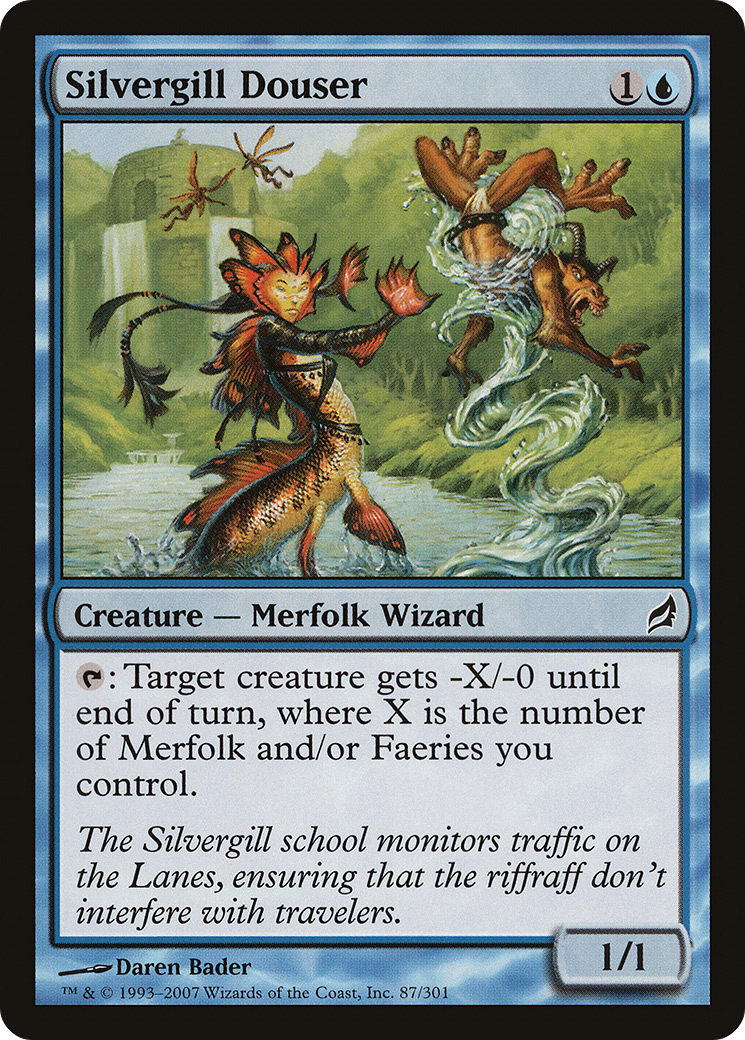 Silvergill Douser 1
Creature — Merfolk Wizard
: Target creature gets -X/-0 until
end of turn, where X is the number
of Merfolk and/or Faeries you
control.
The Silvergill school monitors traffic on
the Lanes, ensuring that the riffraff don't
interfere with travelers.
1/1
Daren Bader
™ & © 1993–2007 Wizards of the Coast, Inc. 87/301